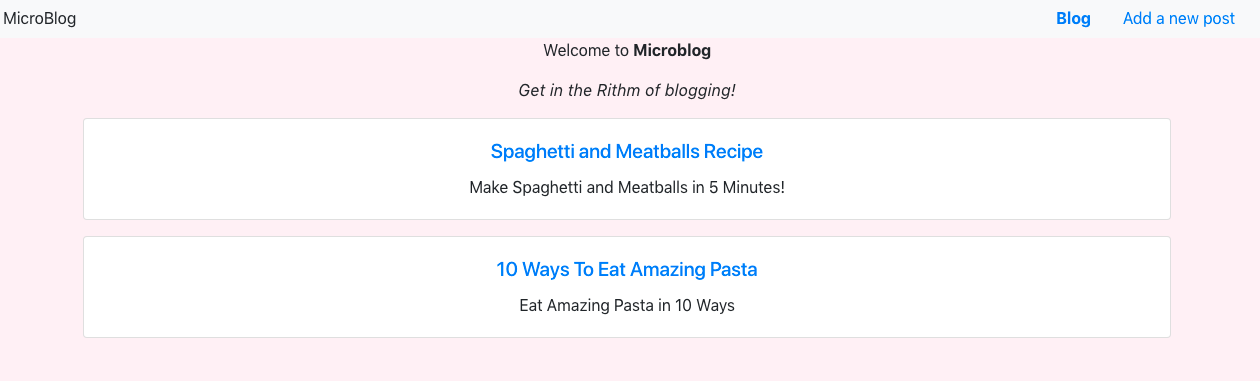 MicroBlog Blog Add a new post
Welcome to Microblog
Get in the Rithm of blogging!
Spaghetti and Meatballs Recipe
Make Spaghetti and Meatballs in 5 Minutes!
10 Ways To Eat Amazing Pasta
Eat Amazing Pasta in 10 Ways